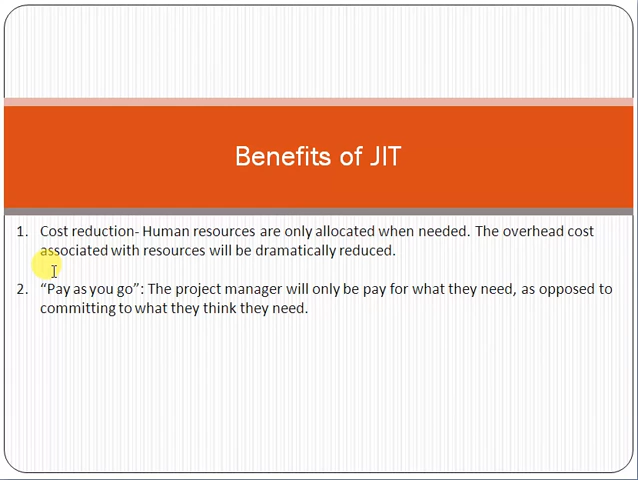 Benefits of JIT
1. Cost reduction- Human resources are only allocated when needed. The overhead cost
associated with resources will be dramatically reduced.
2. “Pay as you go”: The project manager will only be pay for what they need, as opposed to
committing to what they think they need.